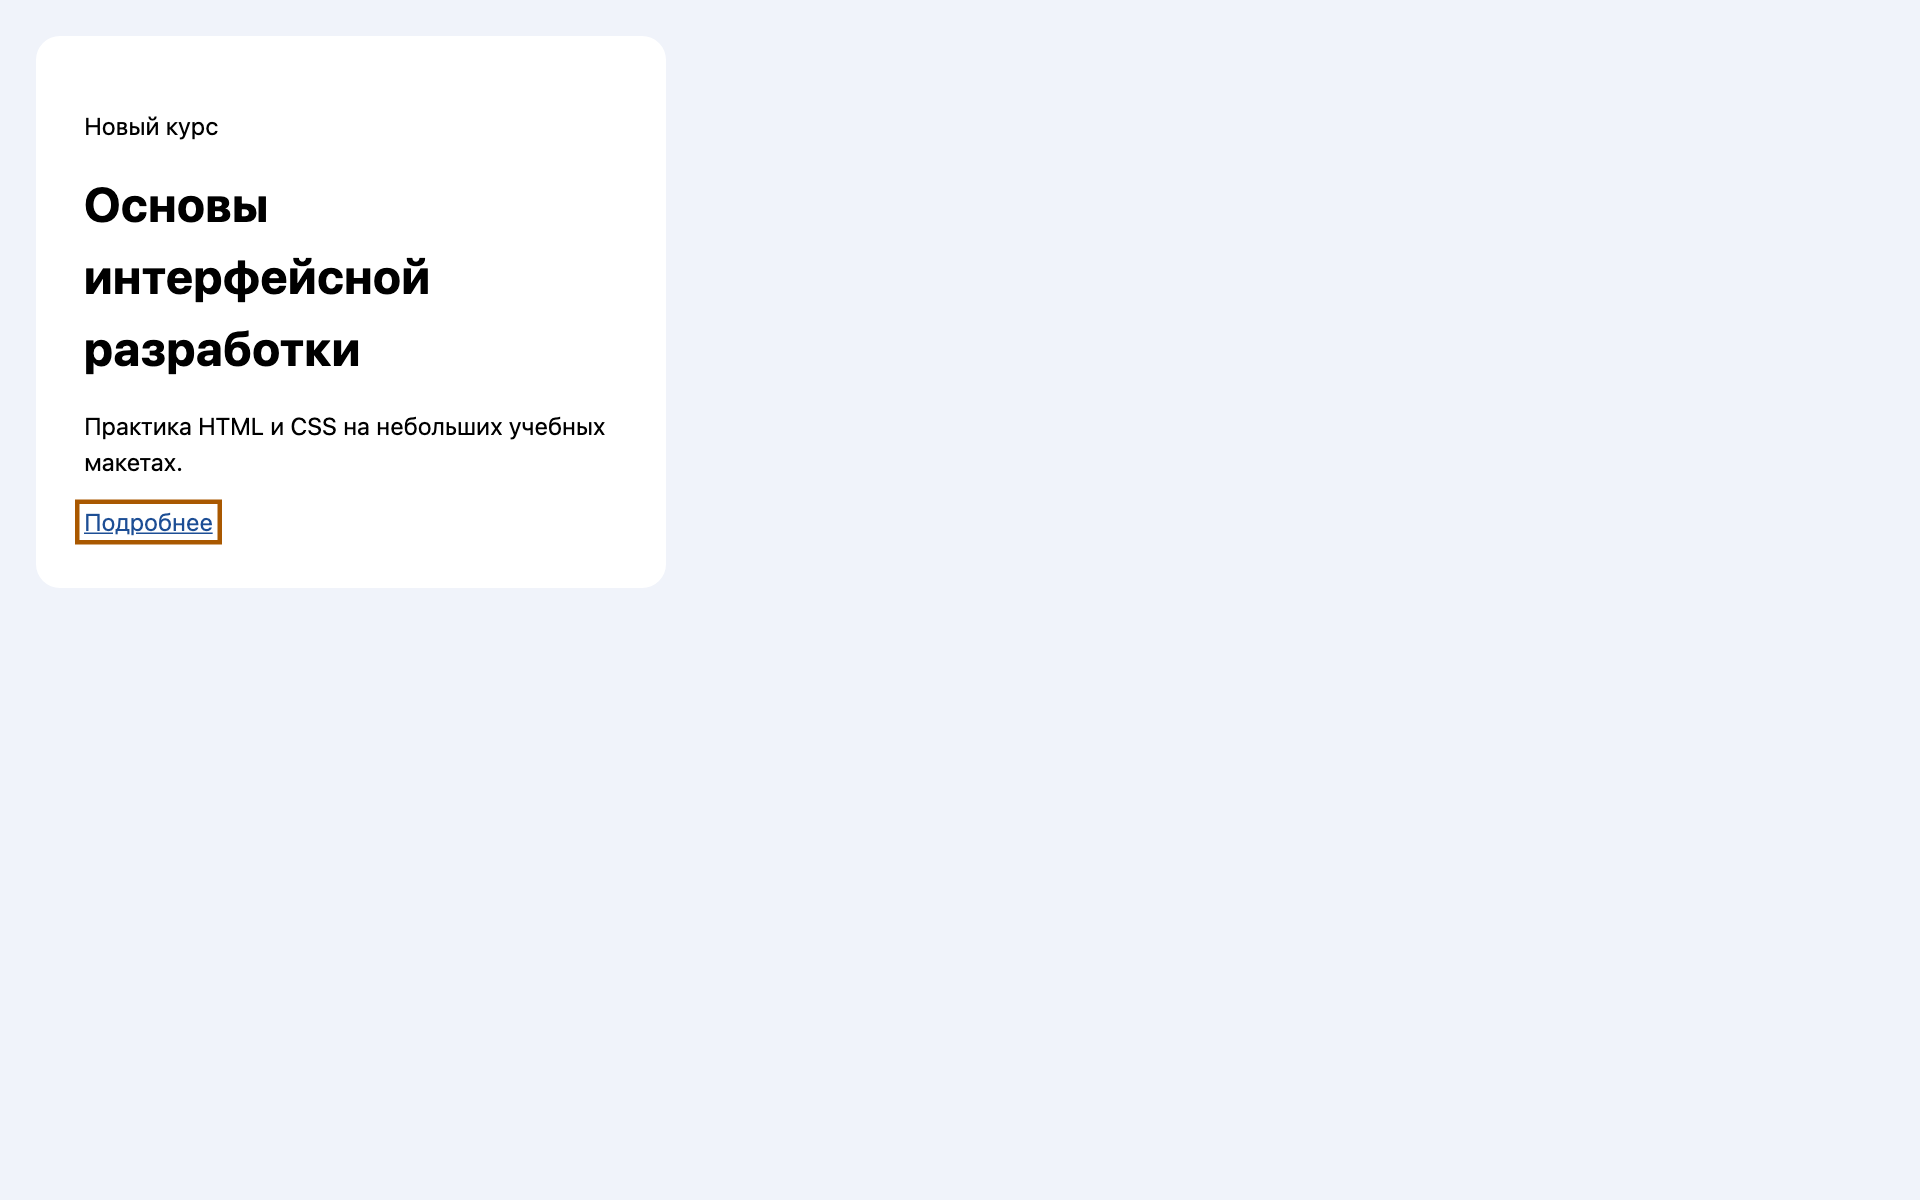 Новый курс
Основы
интерфейсной
разработки
Практика HTML и CSS на небольших учебных
макетах.
Подробнее